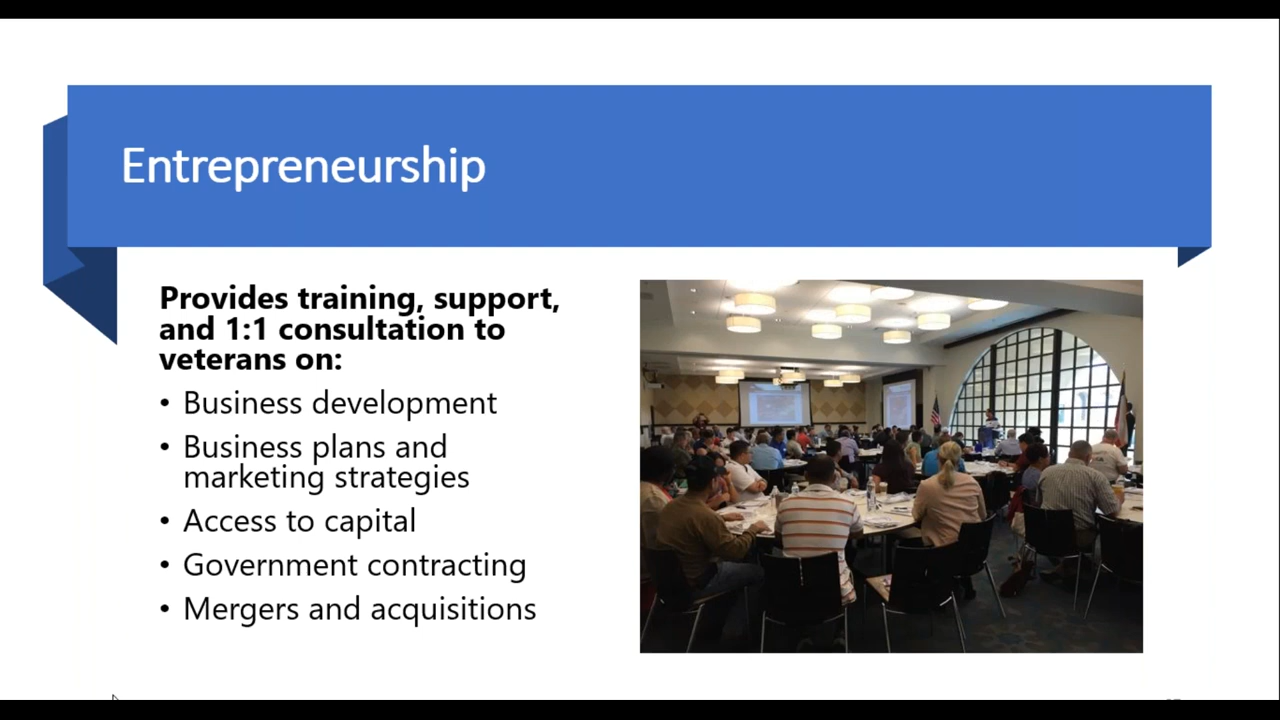 Entrepreneurship
Provides training, support,
and 1:1 consultation to
veterans on:
• Business development
• Business plans and
marketing strategies
• Access to capital
• Government contracting
• Mergers and acquisitions